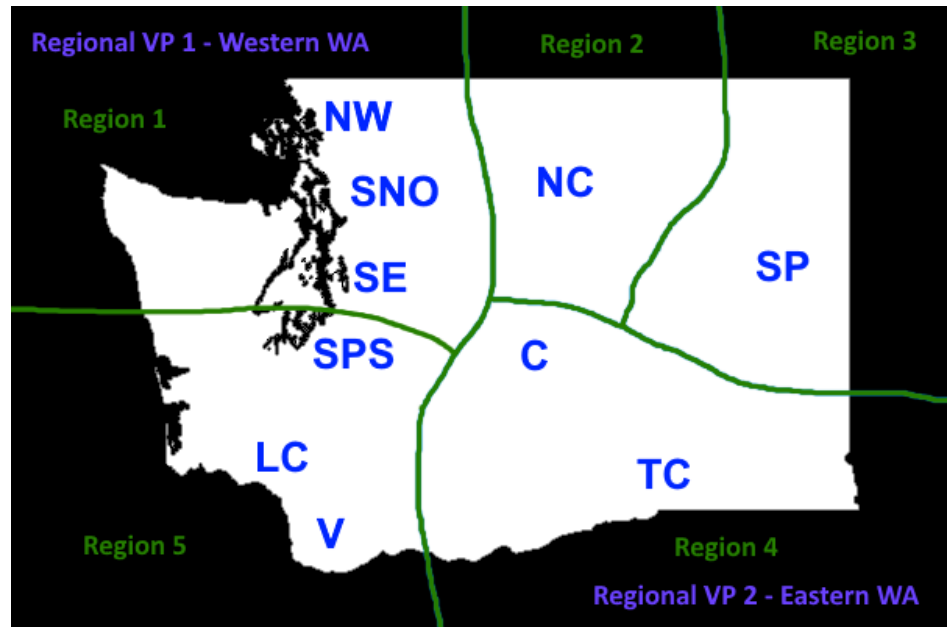 Regional VP 1 - Western WA
Region 2
Region 3
Region 1
NW
SNO
NC
SE
SP
SPS
C
LC
TC
V
Region 5
Region 4
Regional VP 2 - Eastern WA